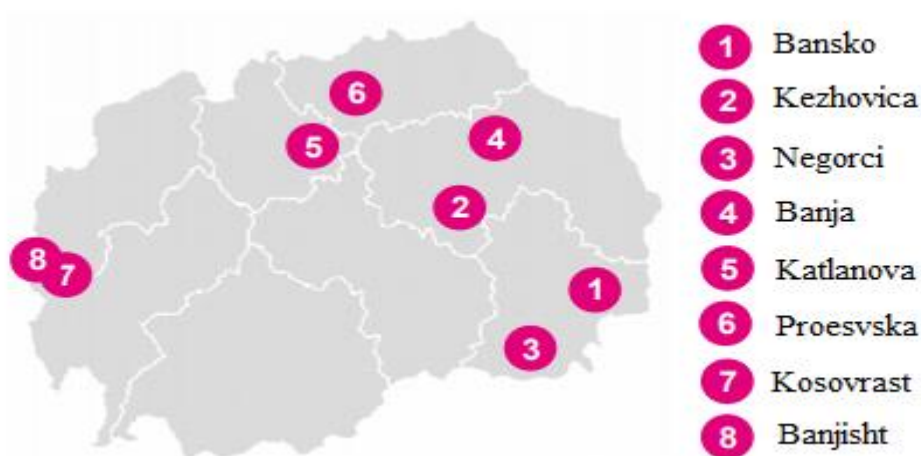 6
5
4
2
8
7
1
3
1 Bansko
2 Kezhovica
3 Negorci
4 Banja
5 Katlanova
6 Proesvska
7 Kosovrast
8 Banjisht